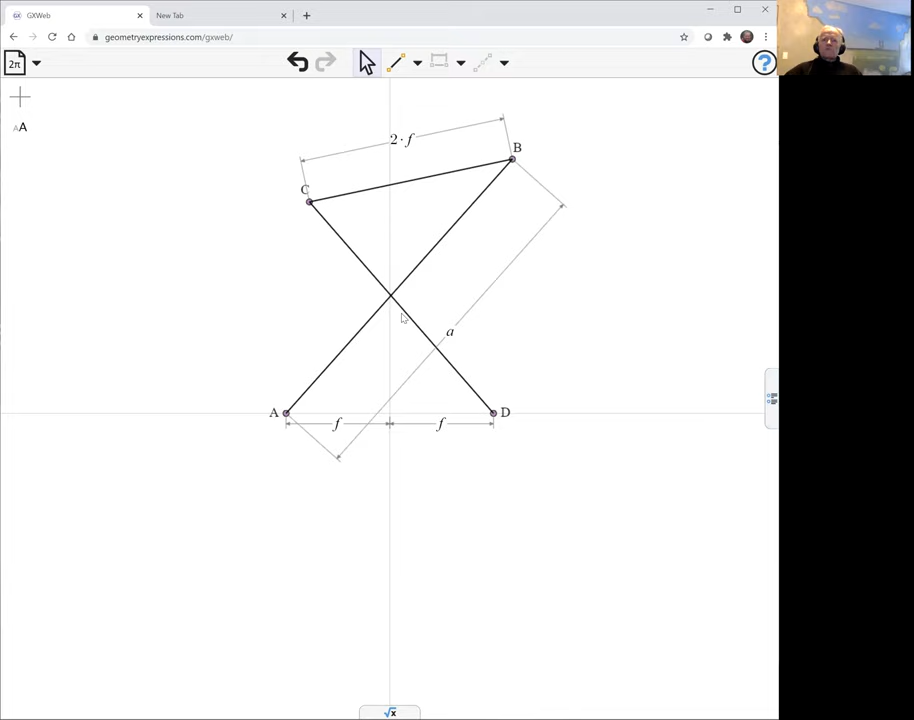 GXWeb
New Tab
geometryexpressions.com/gxweb/
2π
?
AA
2 · f
B
C
a
A
D
f
f
√x